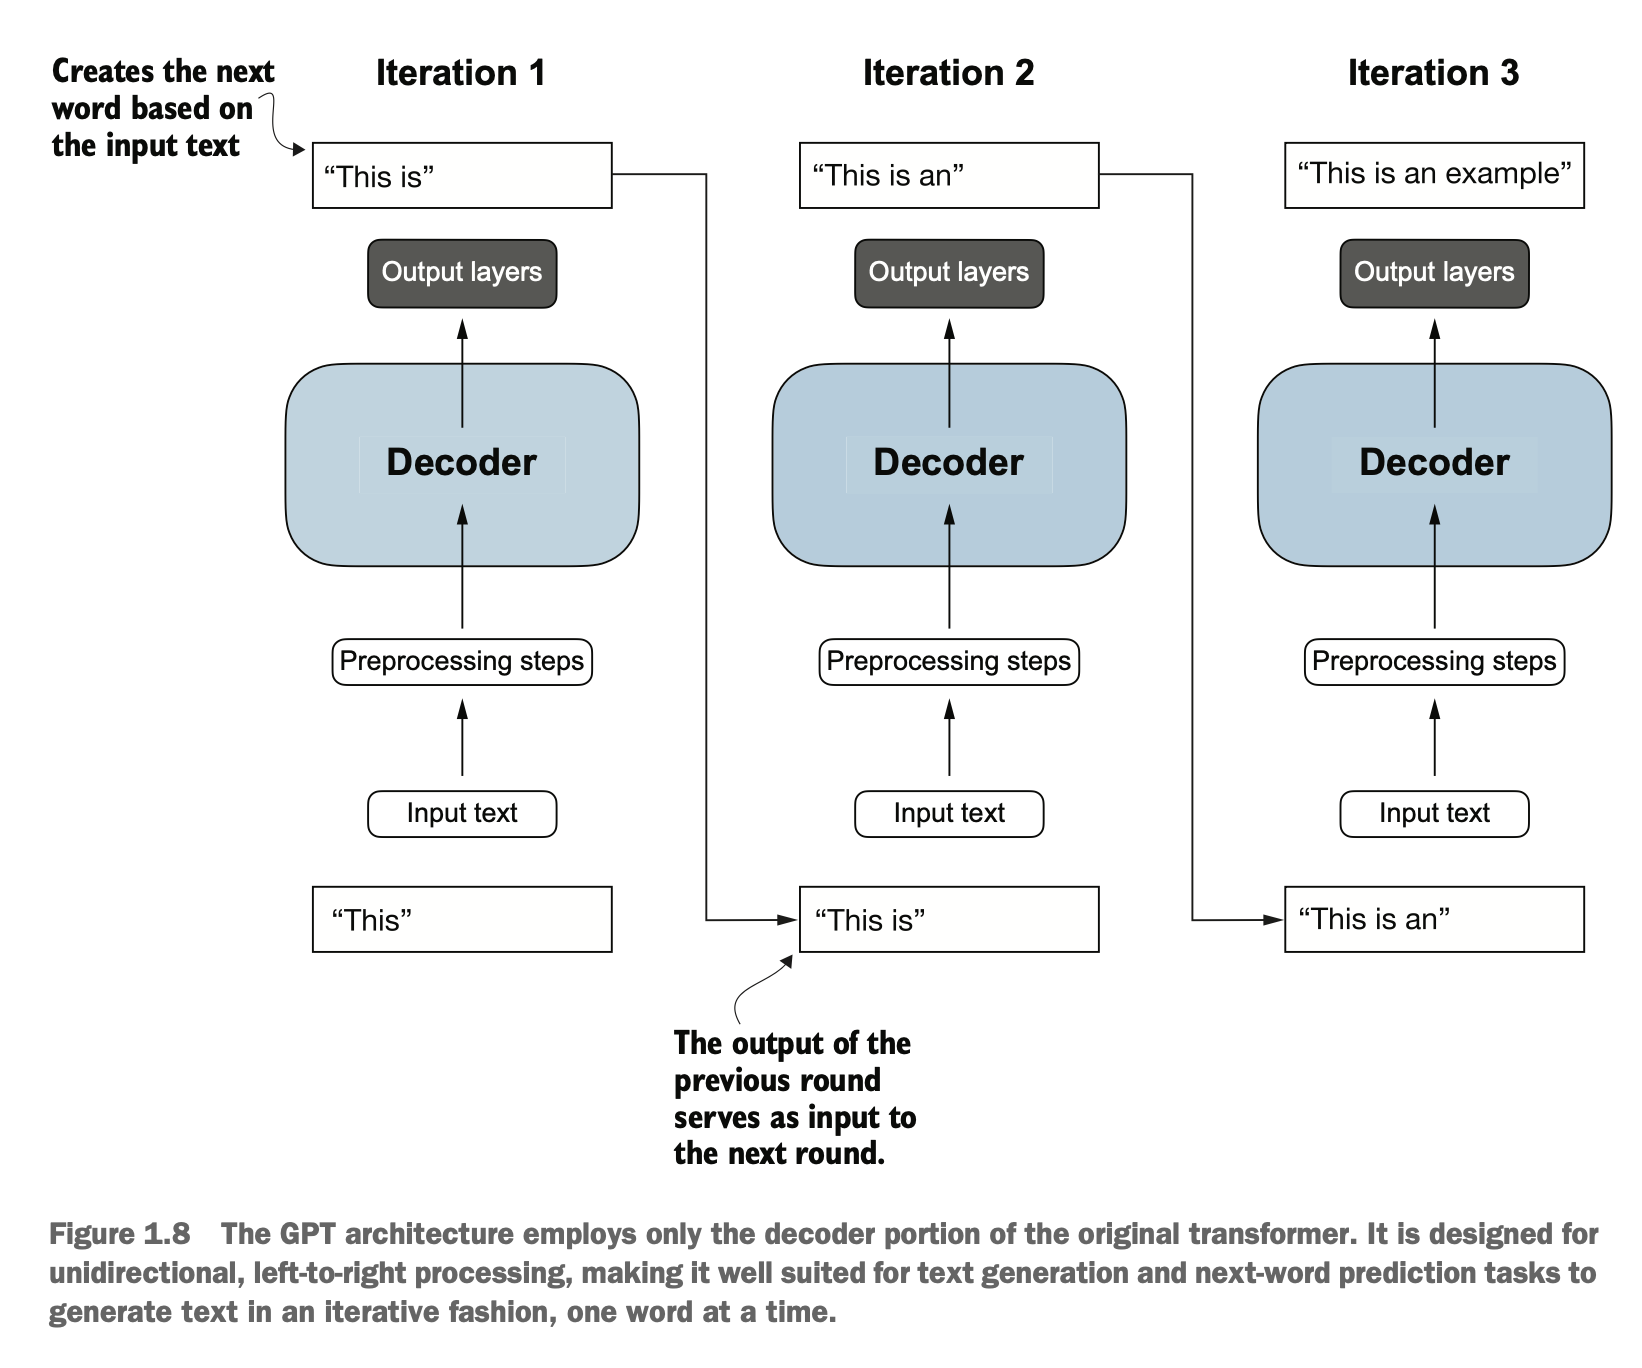 Creates the next
word based on
the input text
Iteration 1
Iteration 2
Iteration 3
“This is”
“This is an”
“This is an example”
Output layers
Output layers
Output layers
Decoder
Decoder
Decoder
Preprocessing steps
Preprocessing steps
Preprocessing steps
Input text
Input text
Input text
“This”
“This is”
“This is an”
The output of the
previous round
serves as input to
the next round.
Figure 1.8 The GPT architecture employs only the decoder portion of the original transformer. It is designed for
unidirectional, left-to-right processing, making it well suited for text generation and next-word prediction tasks to
generate text in an iterative fashion, one word at a time.